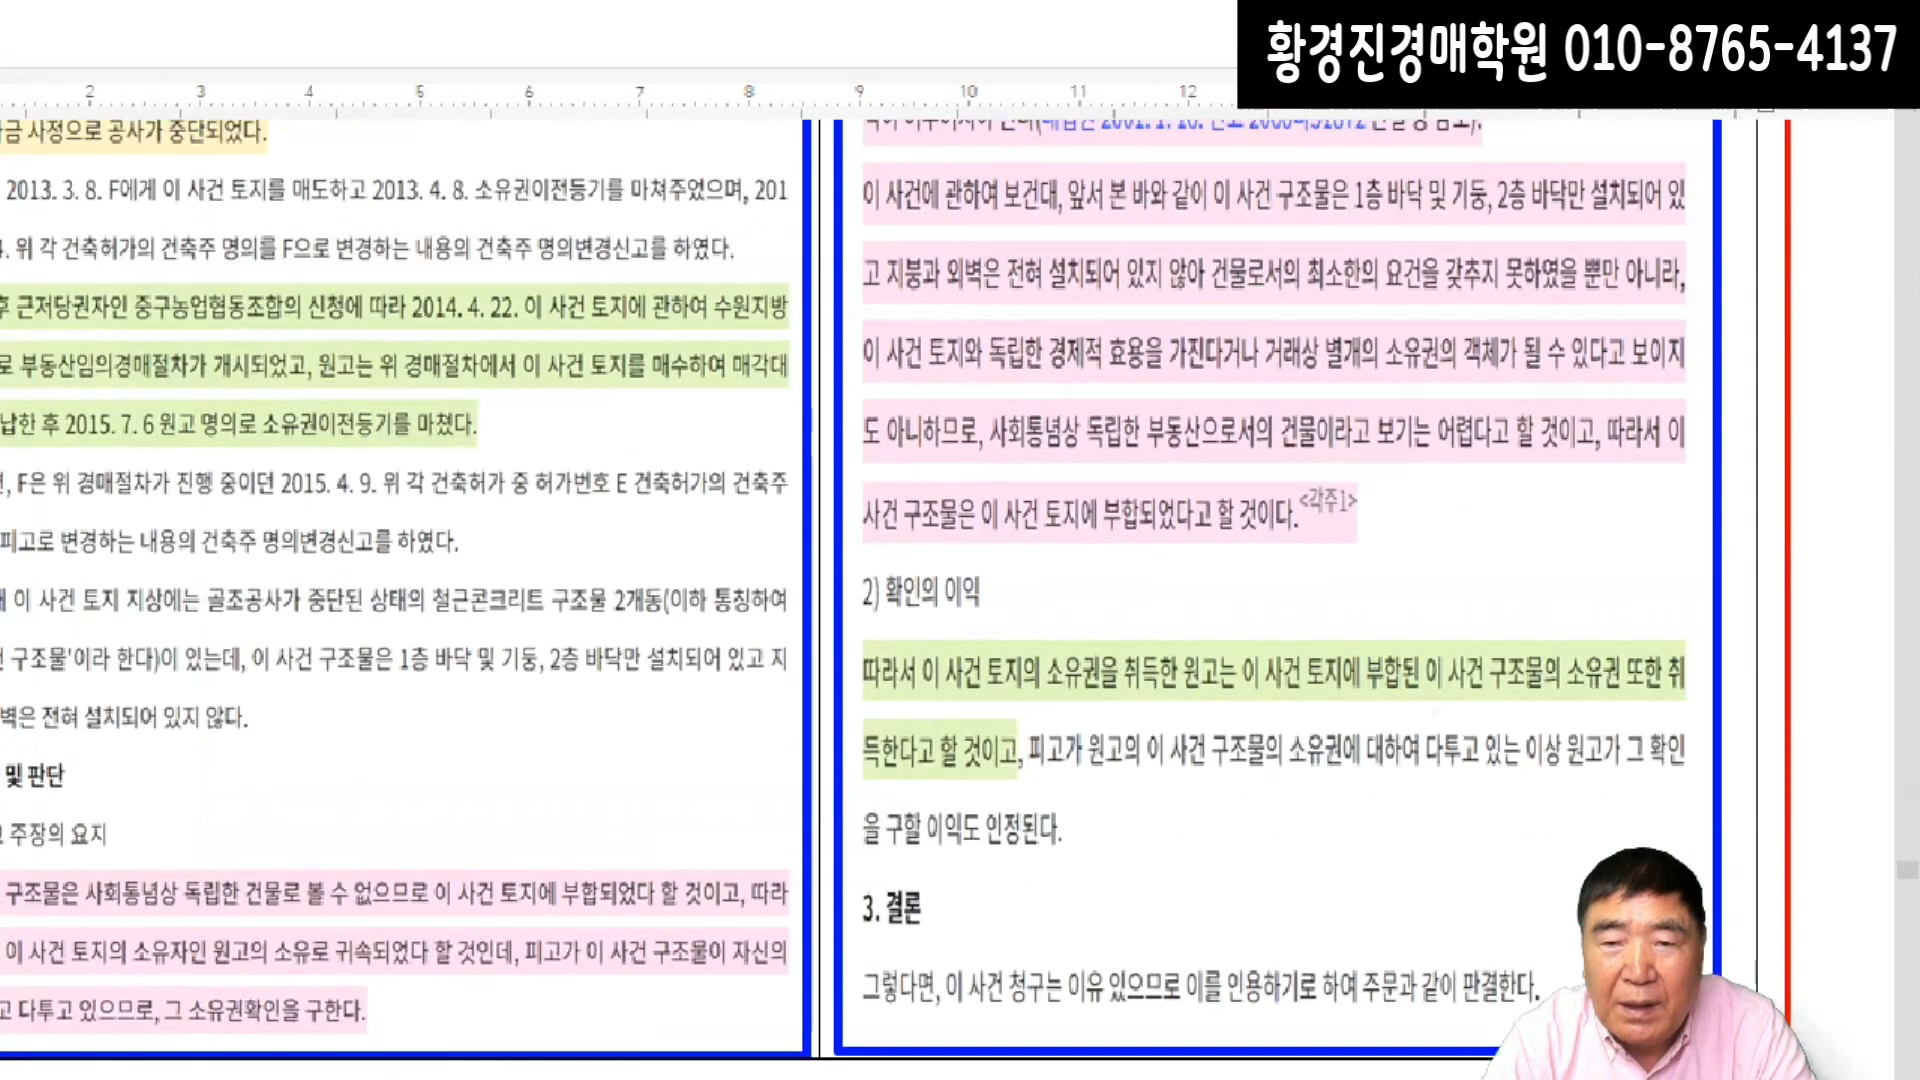 황경진경매학원 010-8765-4137
2 3 4 5 6 7 8 9 10 11 12
금 사정으로 공사가 중단되었다.
2013. 3. 8. F에게 이 사건 토지를 매도하고 2013. 4. 8. 소유권이전등기를 마쳐주었으며, 201
4. 위 각 건축허가의 건축주 명의를 F으로 변경하는 내용의 건축주 명의변경신고를 하였다.
후 근저당권자인 중구농업협동조합의 신청에 따라 2014. 4. 22. 이 사건 토지에 관하여 수원지방
로 부동산임의경매절차가 개시되었고, 원고는 위 경매절차에서 이 사건 토지를 매수하여 매각대
납한 후 2015. 7. 6 원고 명의로 소유권이전등기를 마쳤다.
F은 위 경매절차가 진행 중이던 2015. 4. 9. 위 각 건축허가 중 허가번호 E 건축허가의 건축주
피고로 변경하는 내용의 건축주 명의변경신고를 하였다.
이 사건 토지 지상에는 골조공사가 중단된 상태의 철근콘크리트 구조물 2개동(이하 통칭하여
구조물'이라 한다)이 있는데, 이 사건 구조물은 1층 바닥 및 기둥, 2층 바닥만 설치되어 있고 지
벽은 전혀 설치되어 있지 않다.
및 판단
주장의 요지
구조물은 사회통념상 독립한 건물로 볼 수 없으므로 이 사건 토지에 부합되었다 할 것이고, 따라
이 사건 토지의 소유자인 원고의 소유로 귀속되었다 할 것인데, 피고가 이 사건 구조물이 자신의
고 다투고 있으므로, 그 소유권확인을 구한다.
이 사건에 관하여 보건대, 앞서 본 바와 같이 이 사건 구조물은 1층 바닥 및 기둥, 2층 바닥만 설치되어 있
고 지붕과 외벽은 전혀 설치되어 있지 않아 건물로서의 최소한의 요건을 갖추지 못하였을 뿐만 아니라,
이 사건 토지와 독립한 경제적 효용을 가진다거나 거래상 별개의 소유권의 객체가 될 수 있다고 보이지
도 아니하므로, 사회통념상 독립한 부동산으로서의 건물이라고 보기는 어렵다고 할 것이고, 따라서 이
사건 구조물은 이 사건 토지에 부합되었다고 할 것이다.<각주1>
2) 확인의 이익
따라서 이 사건 토지의 소유권을 취득한 원고는 이 사건 토지에 부합된 이 사건 구조물의 소유권 또한 취
득한다고 할 것이고, 피고가 원고의 이 사건 구조물의 소유권에 대하여 다투고 있는 이상 원고가 그 확인
을 구할 이익도 인정된다.
3. 결론
그렇다면, 이 사건 청구는 이유 있으므로 이를 인용하기로 하여 주문과 같이 판결한다.